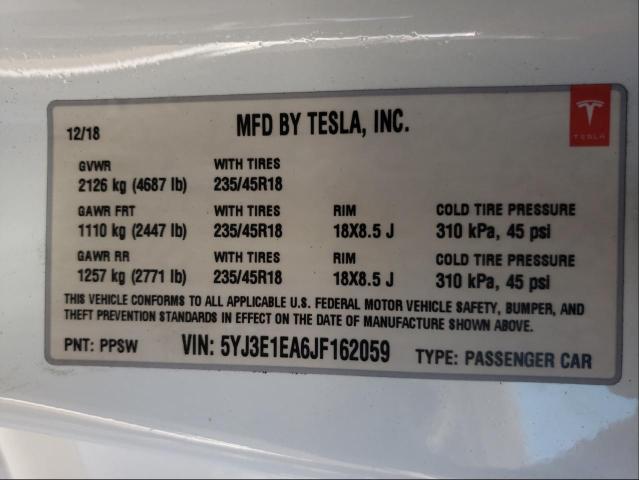 12/18 MFD BY TESLA, INC.
TESLA
GVWR WITH TIRES
2126 kg (4687 lb) 235/45R18
GAWR FRT WITH TIRES RIM COLD TIRE PRESSURE
1110 kg (2447 lb) 235/45R18 18X8.5 J 310 kPa, 45 psi
GAWR RR WITH TIRES RIM COLD TIRE PRESSURE
1257 kg (2771 lb) 235/45R18 18X8.5 J 310 kPa, 45 psi
THIS VEHICLE CONFORMS TO ALL APPLICABLE U.S. FEDERAL MOTOR VEHICLE SAFETY, BUMPER, AND
THEFT PREVENTION STANDARDS IN EFFECT ON THE DATE OF MANUFACTURE SHOWN ABOVE.
PNT: PPSW VIN: 5YJ3E1EA6JF162059 TYPE: PASSENGER CAR